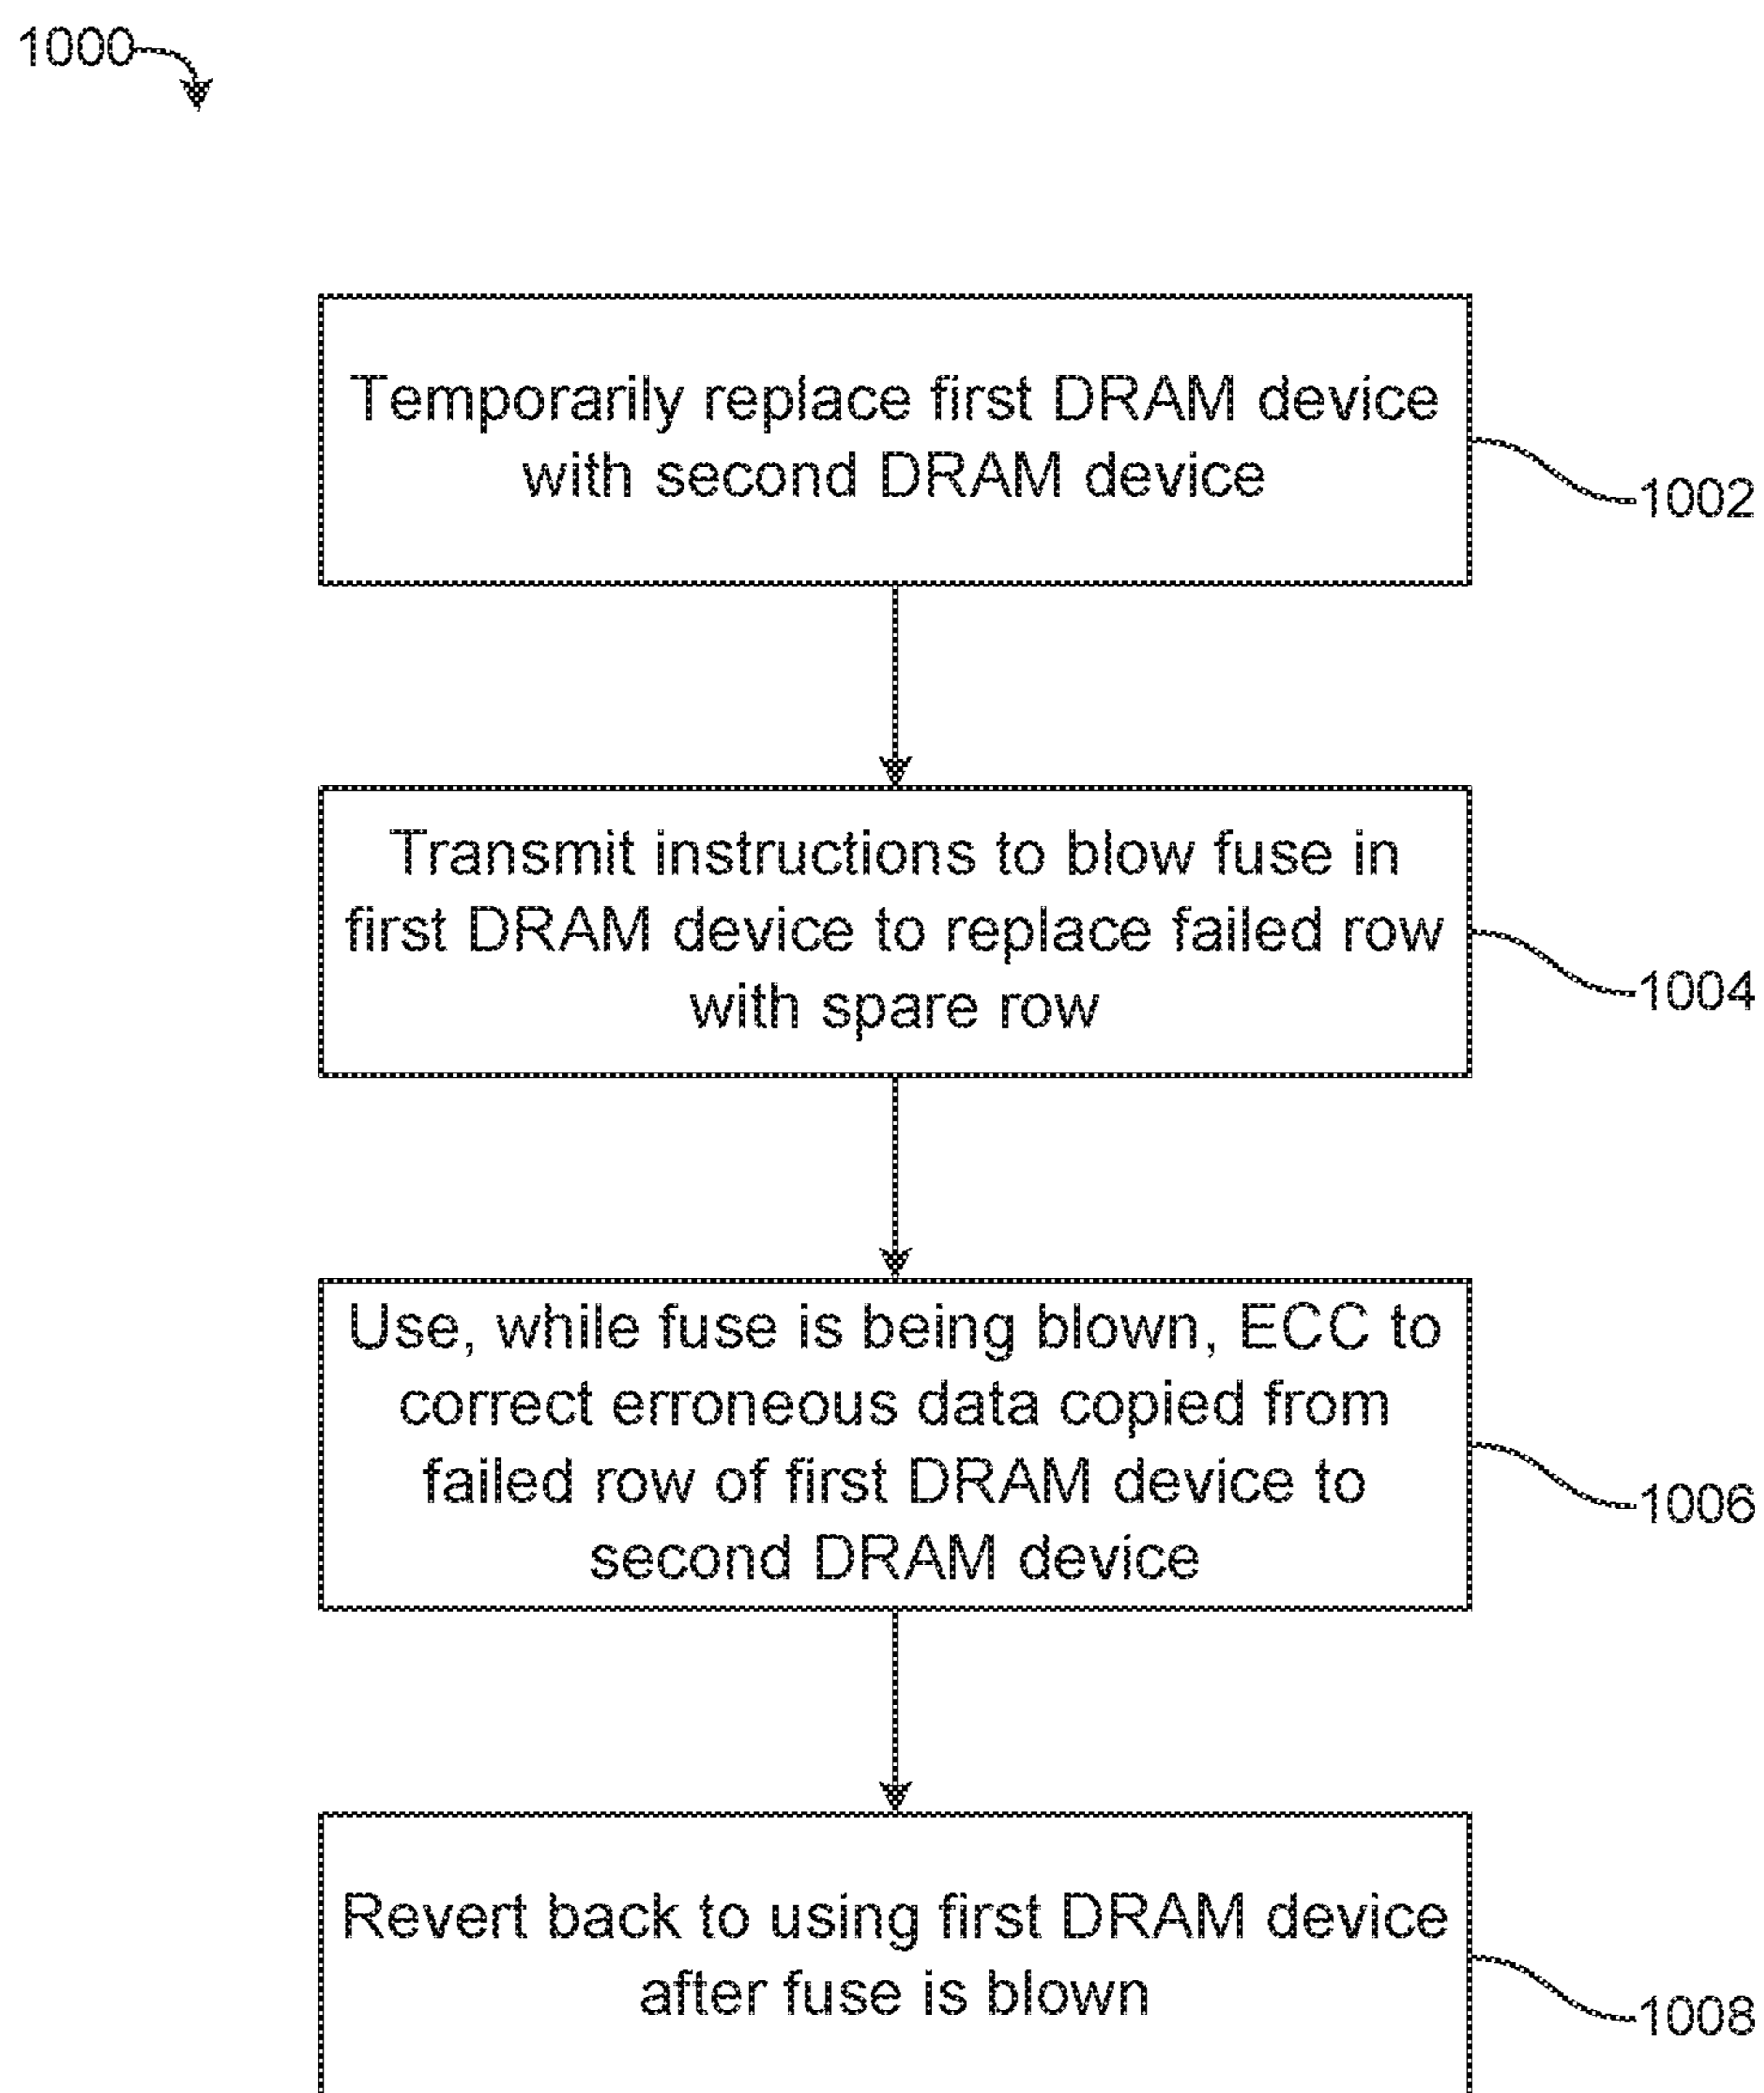 1000
Temporarily replace first DRAM device
with second DRAM device
1002
Transmit instructions to blow fuse in
first DRAM device to replace failed row
with spare row
1004
Use, while fuse is being blown, ECC to
correct erroneous data copied from
failed row of first DRAM device to
second DRAM device
1006
Revert back to using first DRAM device
after fuse is blown
1008